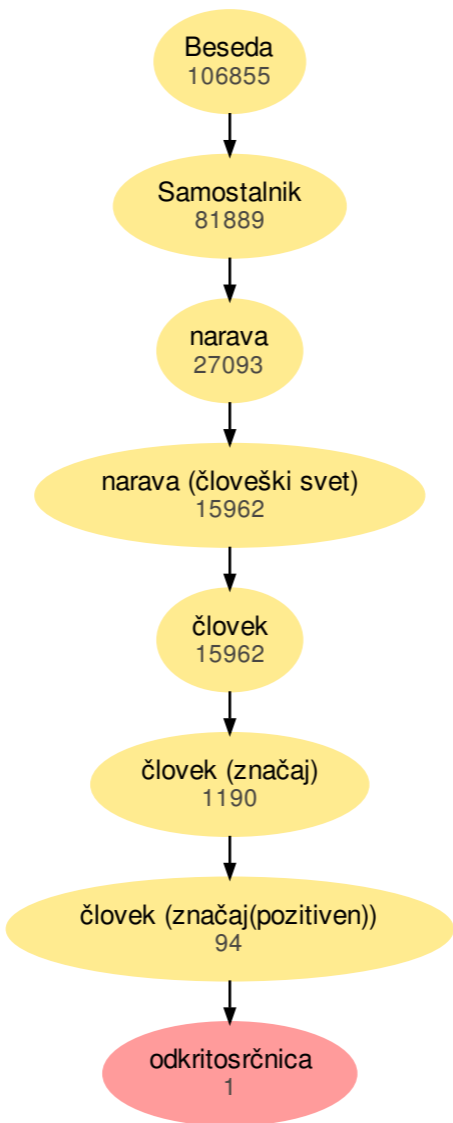 Beseda
106855
Samostalnik
81889
narava
27093
narava (človeški svet)
15962
človek
15962
človek (značaj)
1190
človek (značaj(pozitiven))
94
odkritosrčnica
1